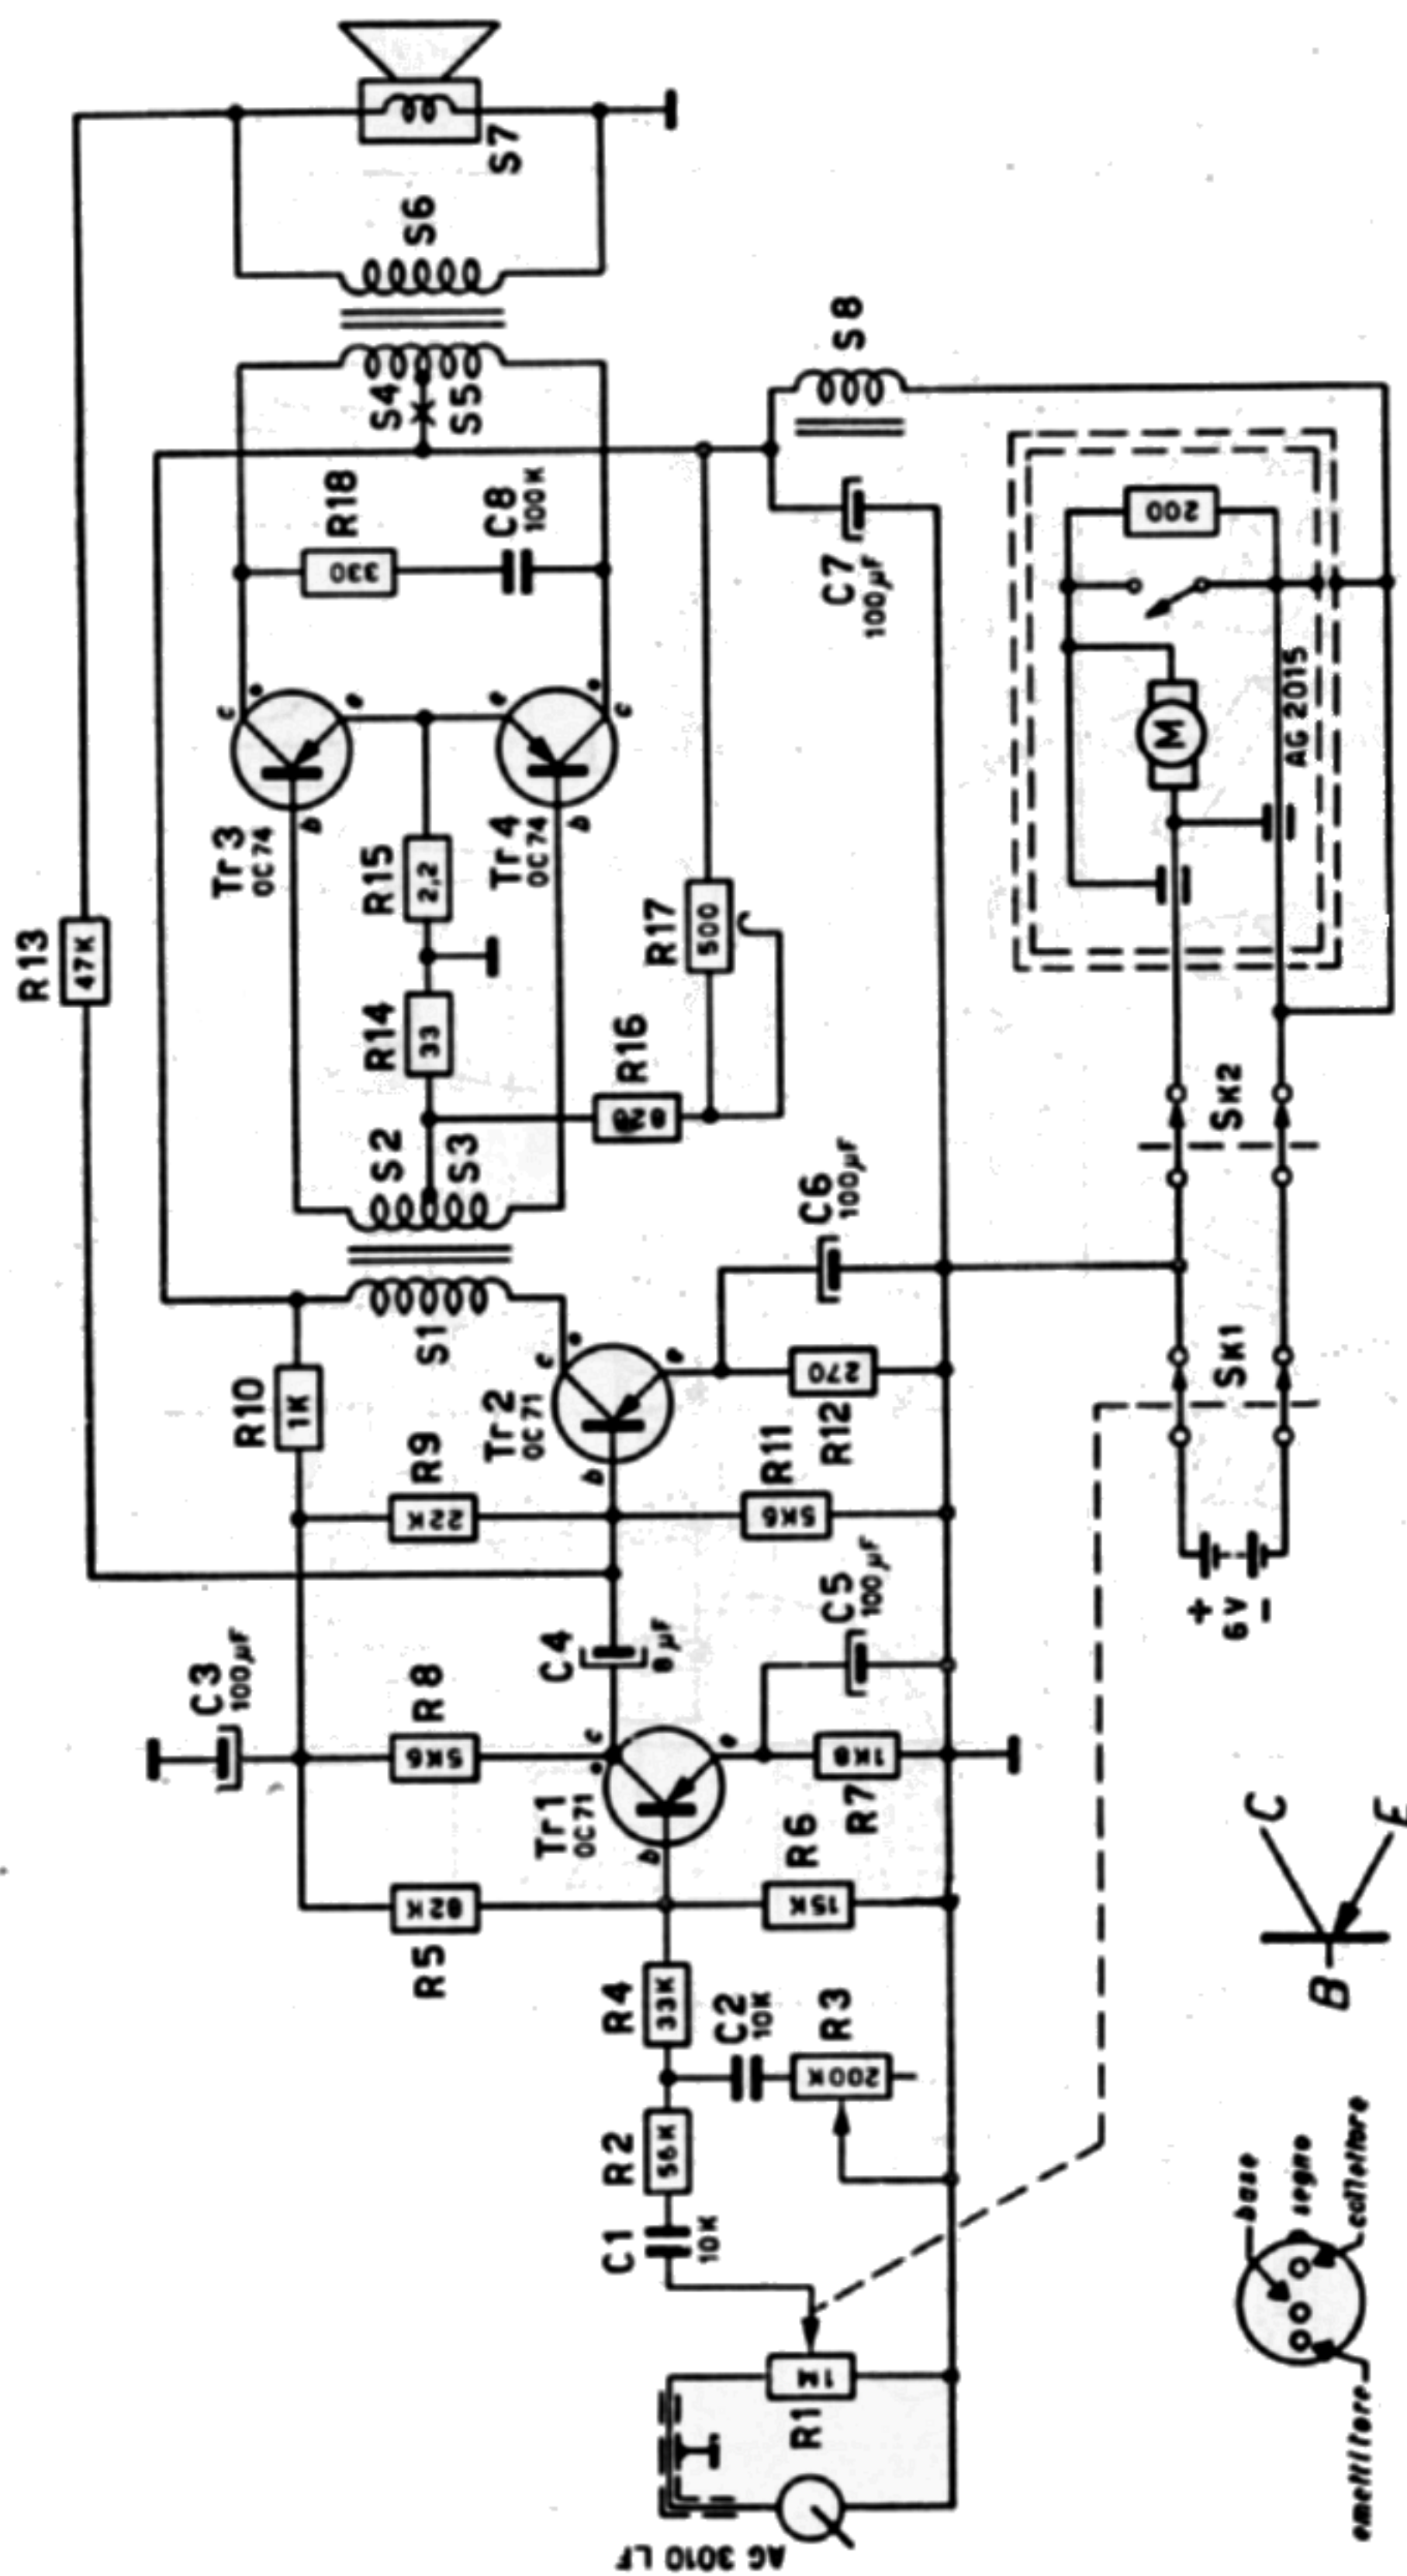 AG 3010 LF
R1
1M
C1
10K
R2
56K
C2
10K
R3
200K
R4
33K
R5
82K
R6
15K
Tr1
OC71
b
c
e
R7
1K8
R8
5K6
C3
100µF
C4
8µF
C5
100µF
R9
22K
R10
1K
R11
5K6
R12
270
Tr2
OC71
b
c
e
C6
100µF
S1
S2
S3
R13
47K
R14
33
R15
2,2
R16
R17
500
Tr3
OC74
b
c
e
Tr4
OC74
b
e
c
R18
330
C8
100K
C7
100µF
S4
S5
S6
S7
S8
+
6V
-
SK1
SK2
M
200
AG 2015
B
C
E
base
segno
collettore
emettitore